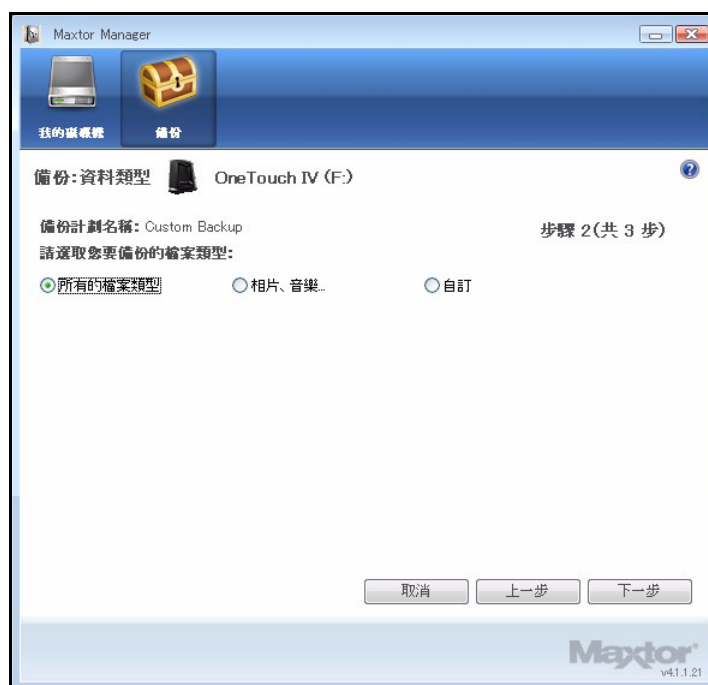 Maxtor Manager
我的磁碟機
備份
備份:資料類型 OneTouch IV (F:)
備份計劃名稱: Custom Backup
步驟 2(共 3 步)
請選取您要備份的檔案類型:
所有的檔案類型 相片、音樂... 自訂
取消 上一步 下一步
Maxtor
v4.1.1.21